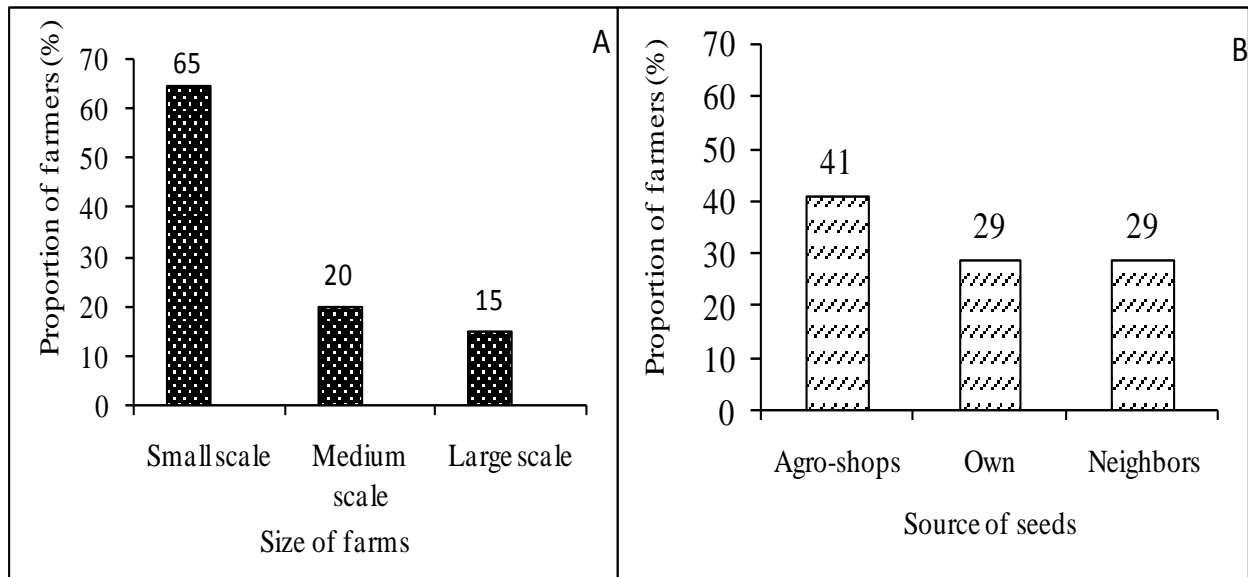 A
Proportion of farmers (%)
70
60
50
40
30
20
10
0
65
20
15
Small scale
Medium
scale
Large scale
Size of farms
B
Proportion of farmers (%)
70
60
50
40
30
20
10
0
41
29
29
Agro-shops
Own
Neighbors
Source of seeds